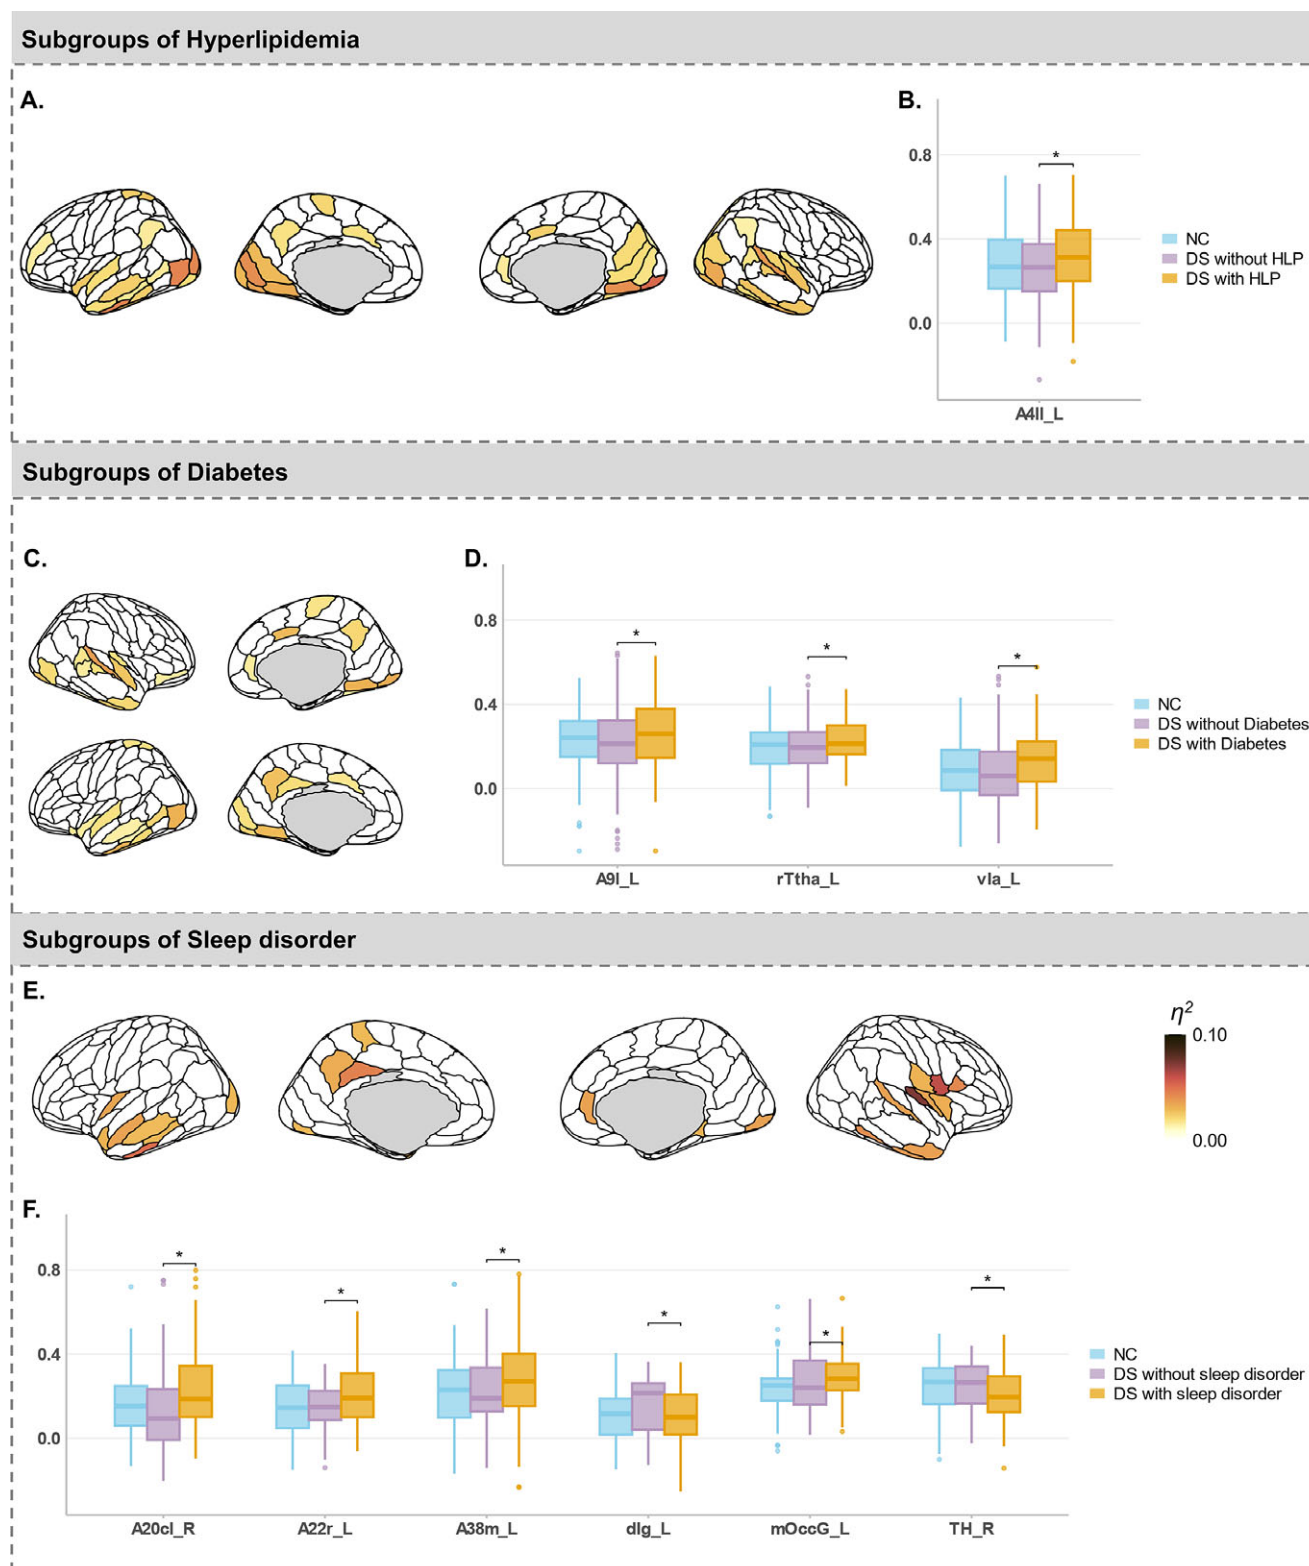 Subgroups of Hyperlipidemia
A.
B.
0.8
0.4
0.0
*
A4ll_L
NC
DS without HLP
DS with HLP
Subgroups of Diabetes
C.
D.
0.8
0.4
0.0
*
*
*
A9l_L
rTtha_L
vla_L
NC
DS without Diabetes
DS with Diabetes
Subgroups of Sleep disorder
E.
η²
0.10
0.00
F.
0.8
0.4
0.0
*
*
*
*
*
*
A20cl_R
A22r_L
A38m_L
dlg_L
mOccG_L
TH_R
NC
DS without sleep disorder
DS with sleep disorder